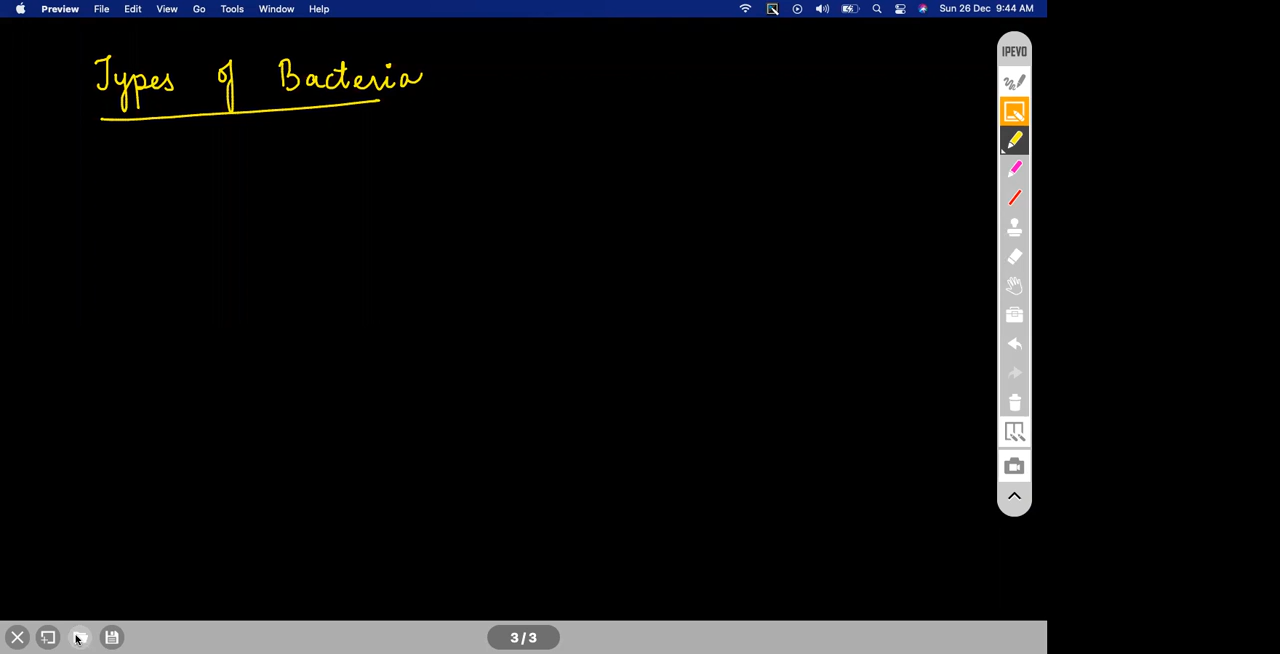 Preview File Edit View Go Tools Window Help Sun 26 Dec 9:44 AM
IPEVO
Types of Bacteria
3/3